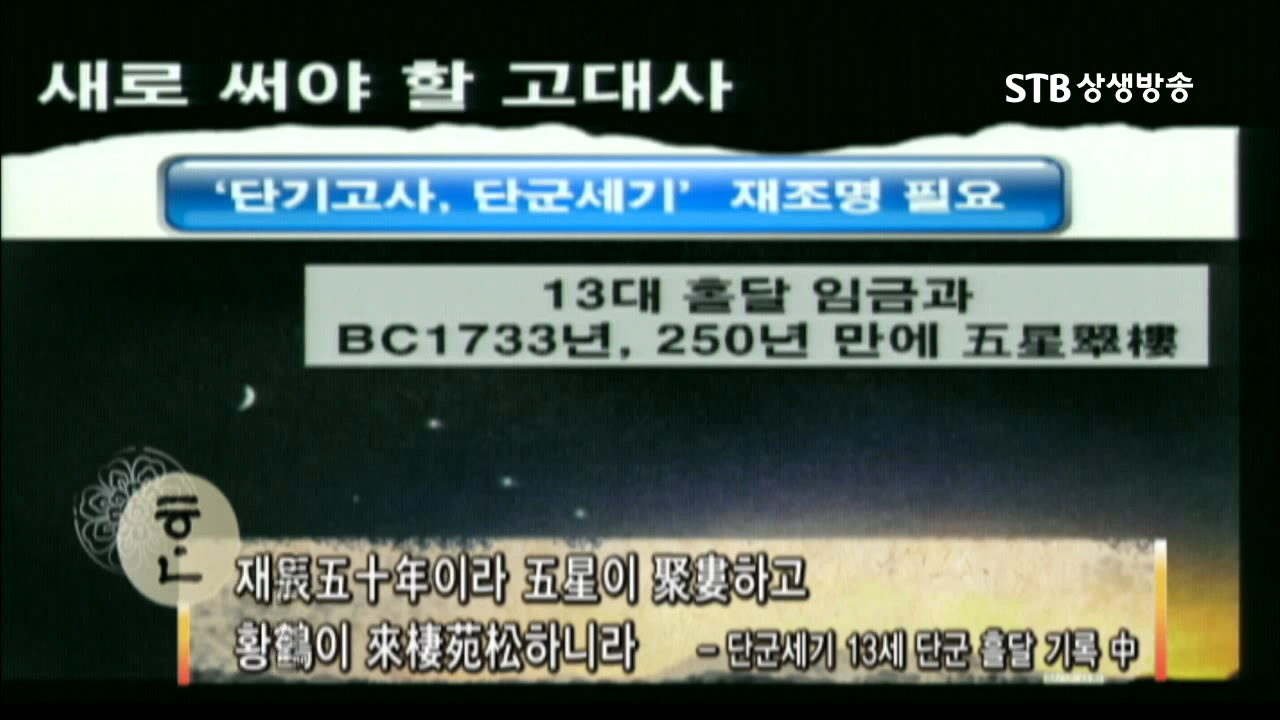 새로 써야 할 고대사
STB 상생방송
‘단기고사, 단군세기’ 재조명 필요
13대 흘달 임금과
BC1733년, 250년 만에 五星翠樓
재辰五十年이라 五星이 聚婁하고
황鶴이 來棲苑松하니라 - 단군세기 13세 단군 흘달 기록 中